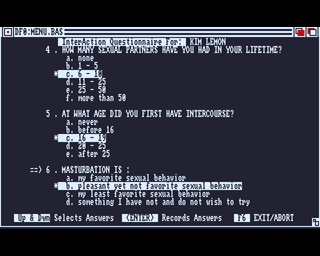 DF0:MENU.BAS
InterAction Questionnaire For: KIM LEMON
4 . HOW MANY SEXUAL PARTNERS HAVE YOU HAD IN YOUR LIFETIME?
a. none
b. 1 - 5
* c. 6 - 10
d. 11 - 25
e. 25 - 50
f. more than 50
5 . AT WHAT AGE DID YOU FIRST HAVE INTERCOURSE?
a. never
b. before 16
* c. 16 - 19
d. 20 - 25
e. after 25
==> 6 . MASTURBATION IS :
a. my favorite sexual behavior
* b. pleasant yet not favorite sexual behavior
c. my least favorite sexual behavior
d. something I have not and do not wish to try
Up & Dwn Selects Answers <ENTER> Records Answers F6 EXIT/ABORT